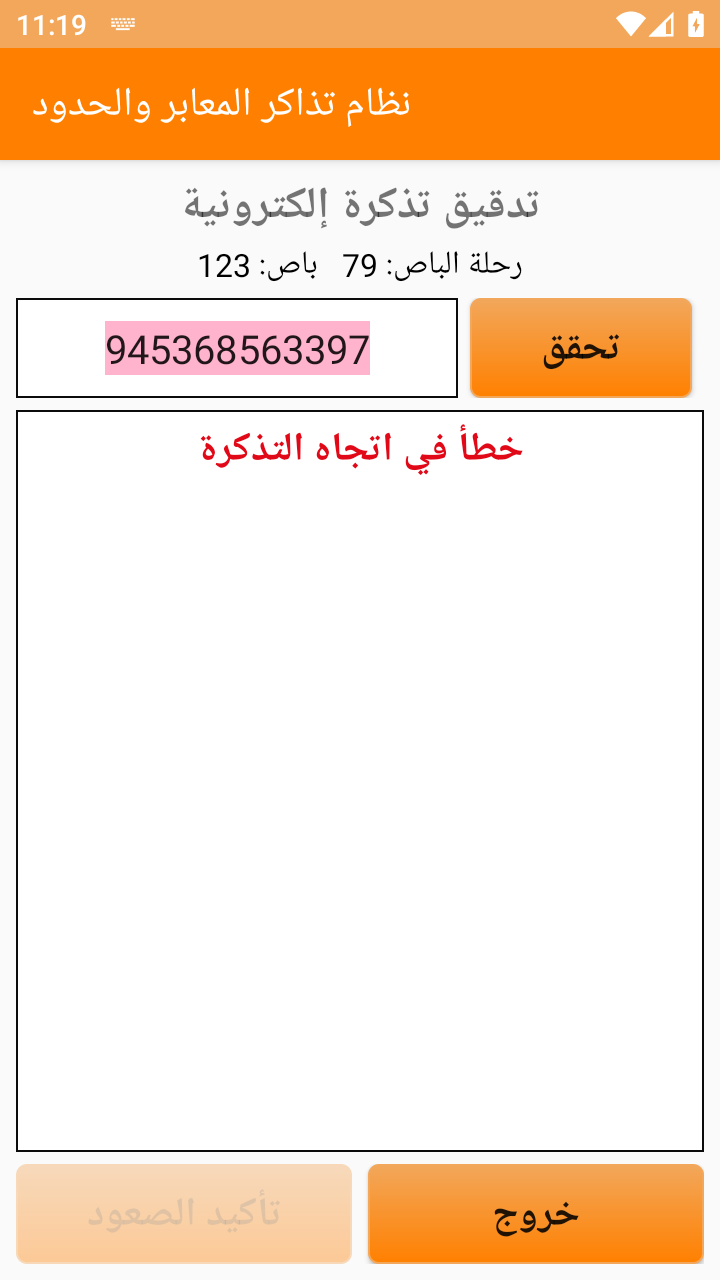 11:19
نظام تذاكر المعابر والحدود
تدقيق تذكرة إلكترونية
رحلة الباص: 79 باص: 123
تحقق
945368563397
خطأ في اتجاه التذكرة
خروج
تأكيد الصعود